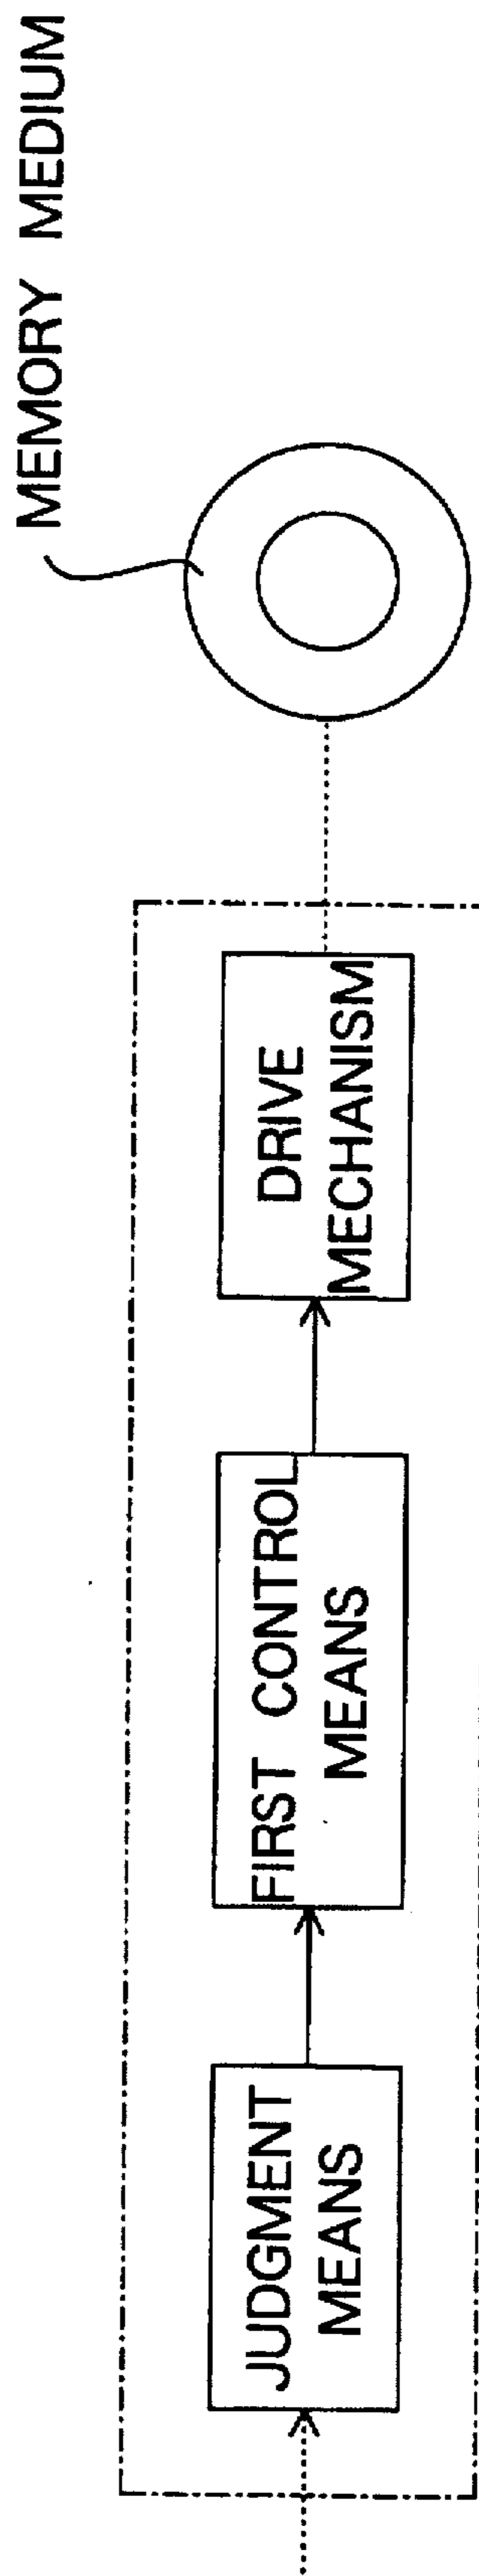 MEMORY MEDIUM
JUDGMENT
MEANS
FIRST CONTROL
MEANS
DRIVE
MECHANISM